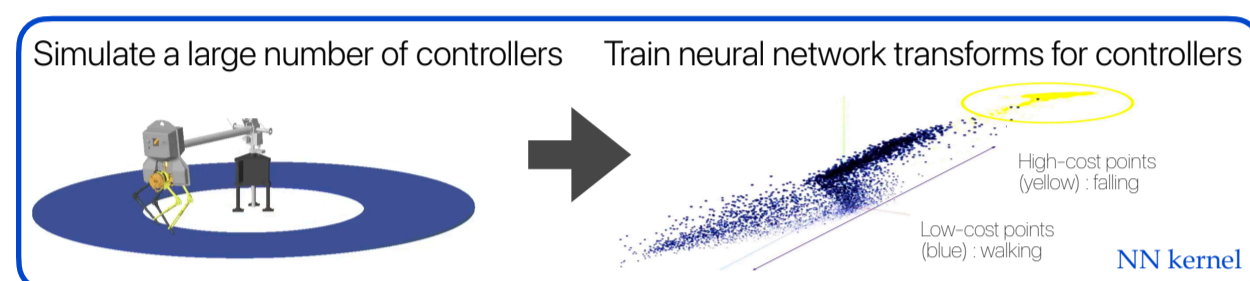 Simulate a large number of controllers
Train neural network transforms for controllers
High-cost points
(yellow) : falling
Low-cost points
(blue) : walking
NN kernel